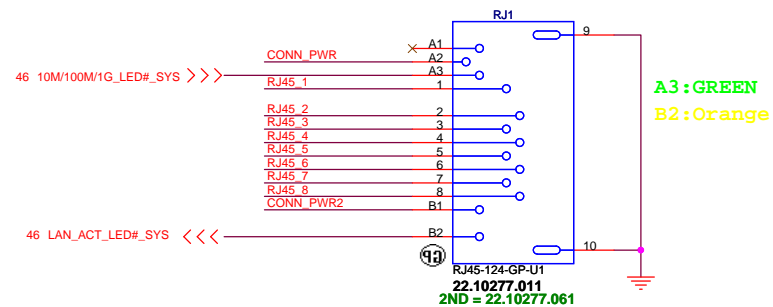 RJ1
A1
9
CONN_PWR A2
46 10M/100M/1G_LED#_SYS A3
RJ45_1 1
A3:GREEN
B2:Orange
RJ45_2 2
RJ45_3 3
RJ45_4 4
RJ45_5 5
RJ45_6 6
RJ45_7 7
RJ45_8 8
CONN_PWR2 B1
46 LAN_ACT_LED#_SYS B2
10
GP
RJ45-124-GP-U1
22.10277.011
2ND = 22.10277.061